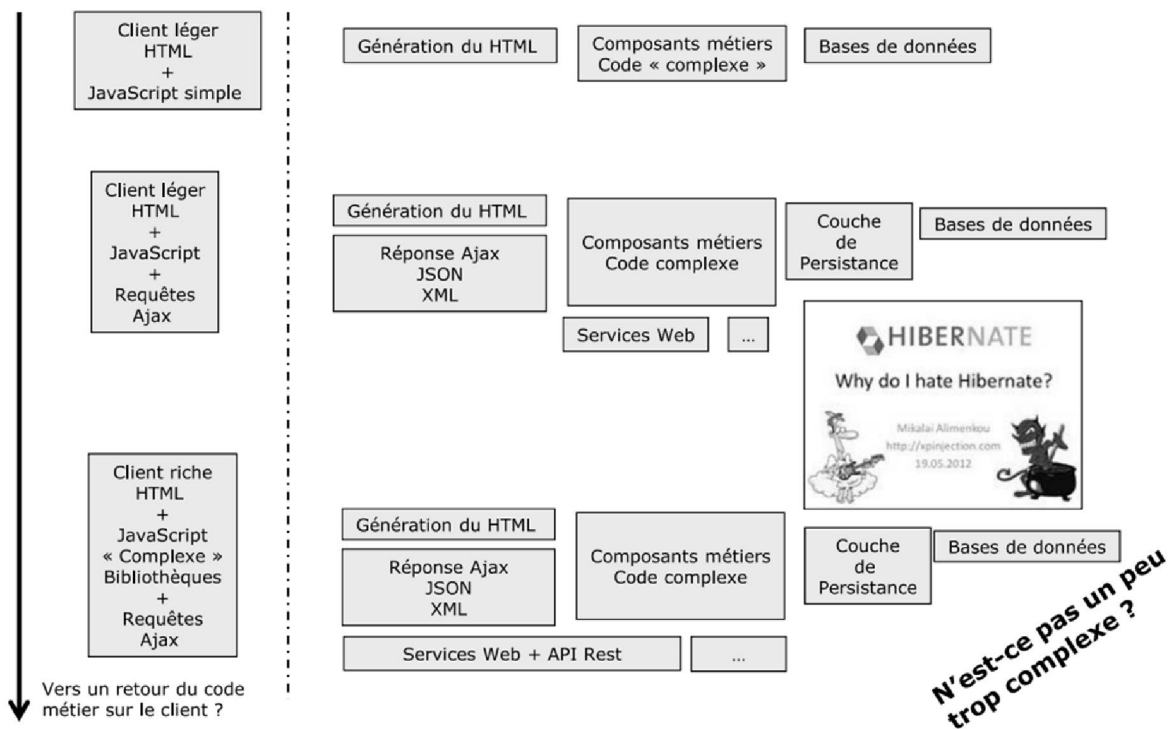 Client léger
HTML
+
JavaScript simple
Génération du HTML
Composants métiers
Code « complexe »
Bases de données
Client léger
HTML
+
JavaScript
+
Requêtes
Ajax
Génération du HTML
Réponse Ajax
JSON
XML
Composants métiers
Code complexe
Services Web
...
Couche
de
Persistance
Bases de données
HIBERNATE
Why do I hate Hibernate?
Mikalai Alimenkou
http://xpinjection.com
19.05.2012
Client riche
HTML
+
JavaScript
« Complexe »
Bibliothèques
+
Requêtes
Ajax
Génération du HTML
Réponse Ajax
JSON
XML
Composants métiers
Code complexe
Couche
de
Persistance
Bases de données
Services Web + API Rest
...
N'est-ce pas un peu
trop complexe ?
Vers un retour du code
métier sur le client ?